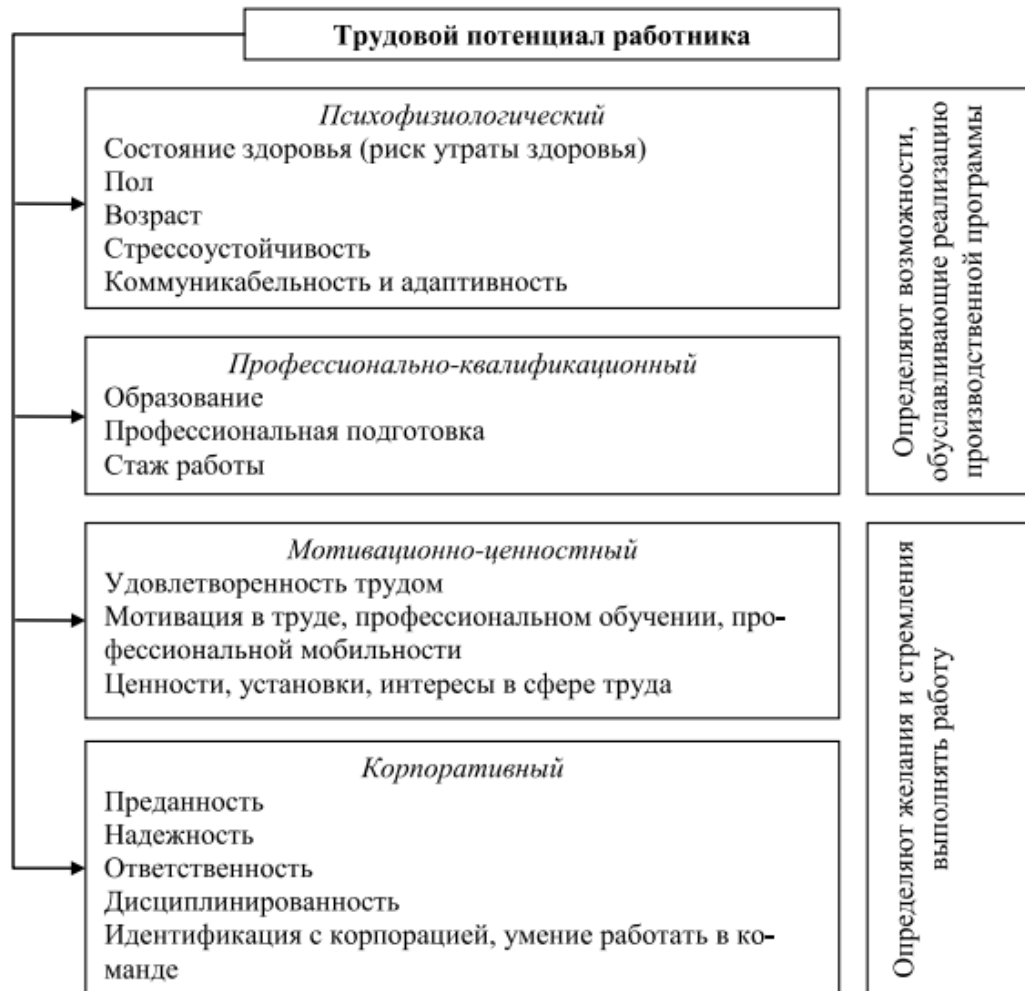 Трудовой потенциал работника
Психофизиологический
Состояние здоровья (риск утраты здоровья)
Пол
Возраст
Стрессоустойчивость
Коммуникабельность и адаптивность
Определяют возможности,
обуславливающие реализацию
производственной программы
Профессионально-квалификационный
Образование
Профессиональная подготовка
Стаж работы
Мотивационно-ценностный
Удовлетворенность трудом
Мотивация в труде, профессиональном обучении, про-
фессиональной мобильности
Ценности, установки, интересы в сфере труда
Определяют желания и стремления
выполнять работу
Корпоративный
Преданность
Надежность
Ответственность
Дисциплинированность
Идентификация с корпорацией, умение работать в ко-
манде